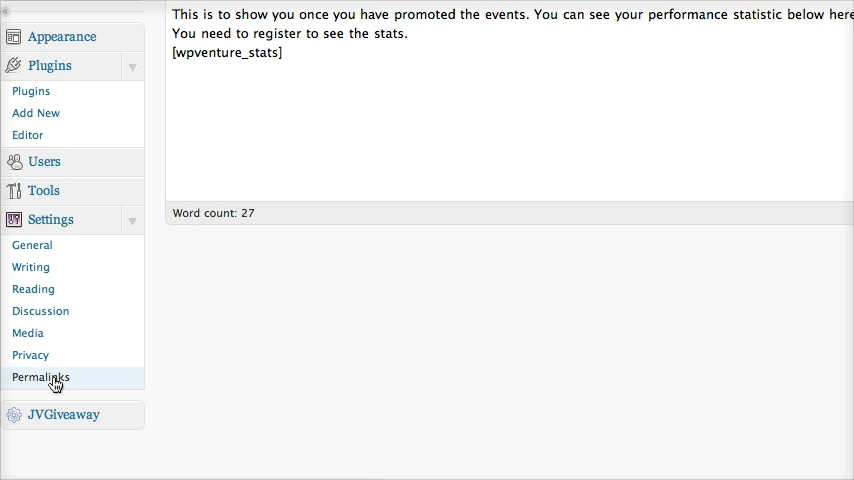 «
Appearance
Plugins
Plugins
Add New
Editor
Users
Tools
Settings
General
Writing
Reading
Discussion
Media
Privacy
Permalinks
JVGiveaway
This is to show you once you have promoted the events. You can see your performance statistic below here
You need to register to see the stats.
[wpventure_stats]
Word count: 27